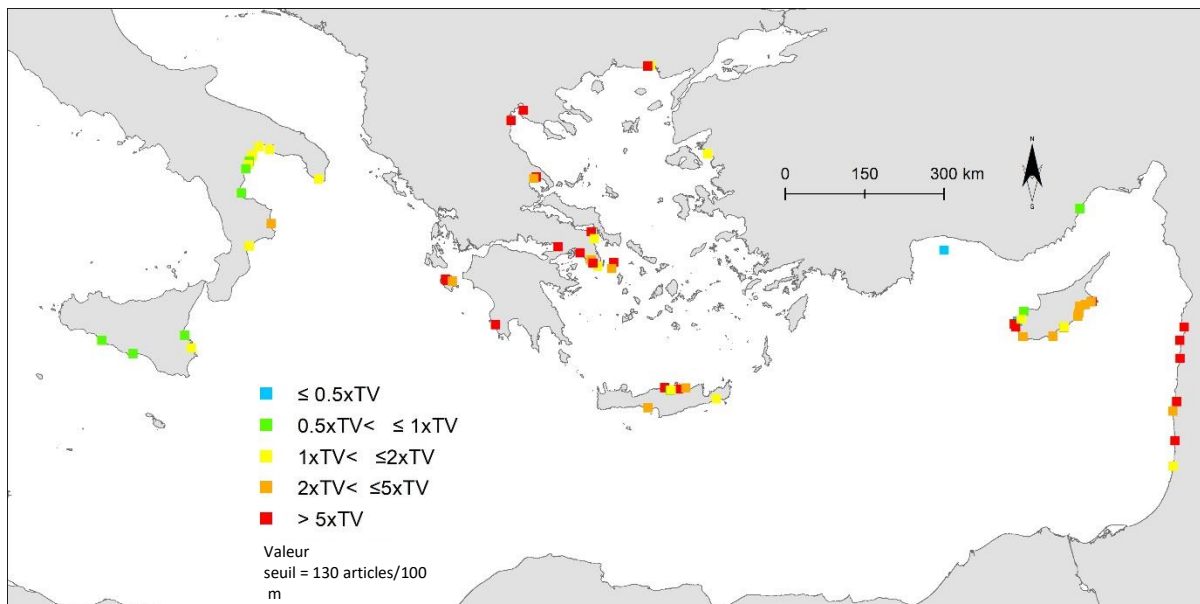 N
0 150 300 km
G
≤ 0.5xTV
0.5xTV< ≤ 1xTV
1xTV< ≤2xTV
2xTV< ≤5xTV
> 5xTV
Valeur
seuil = 130 articles/100
m